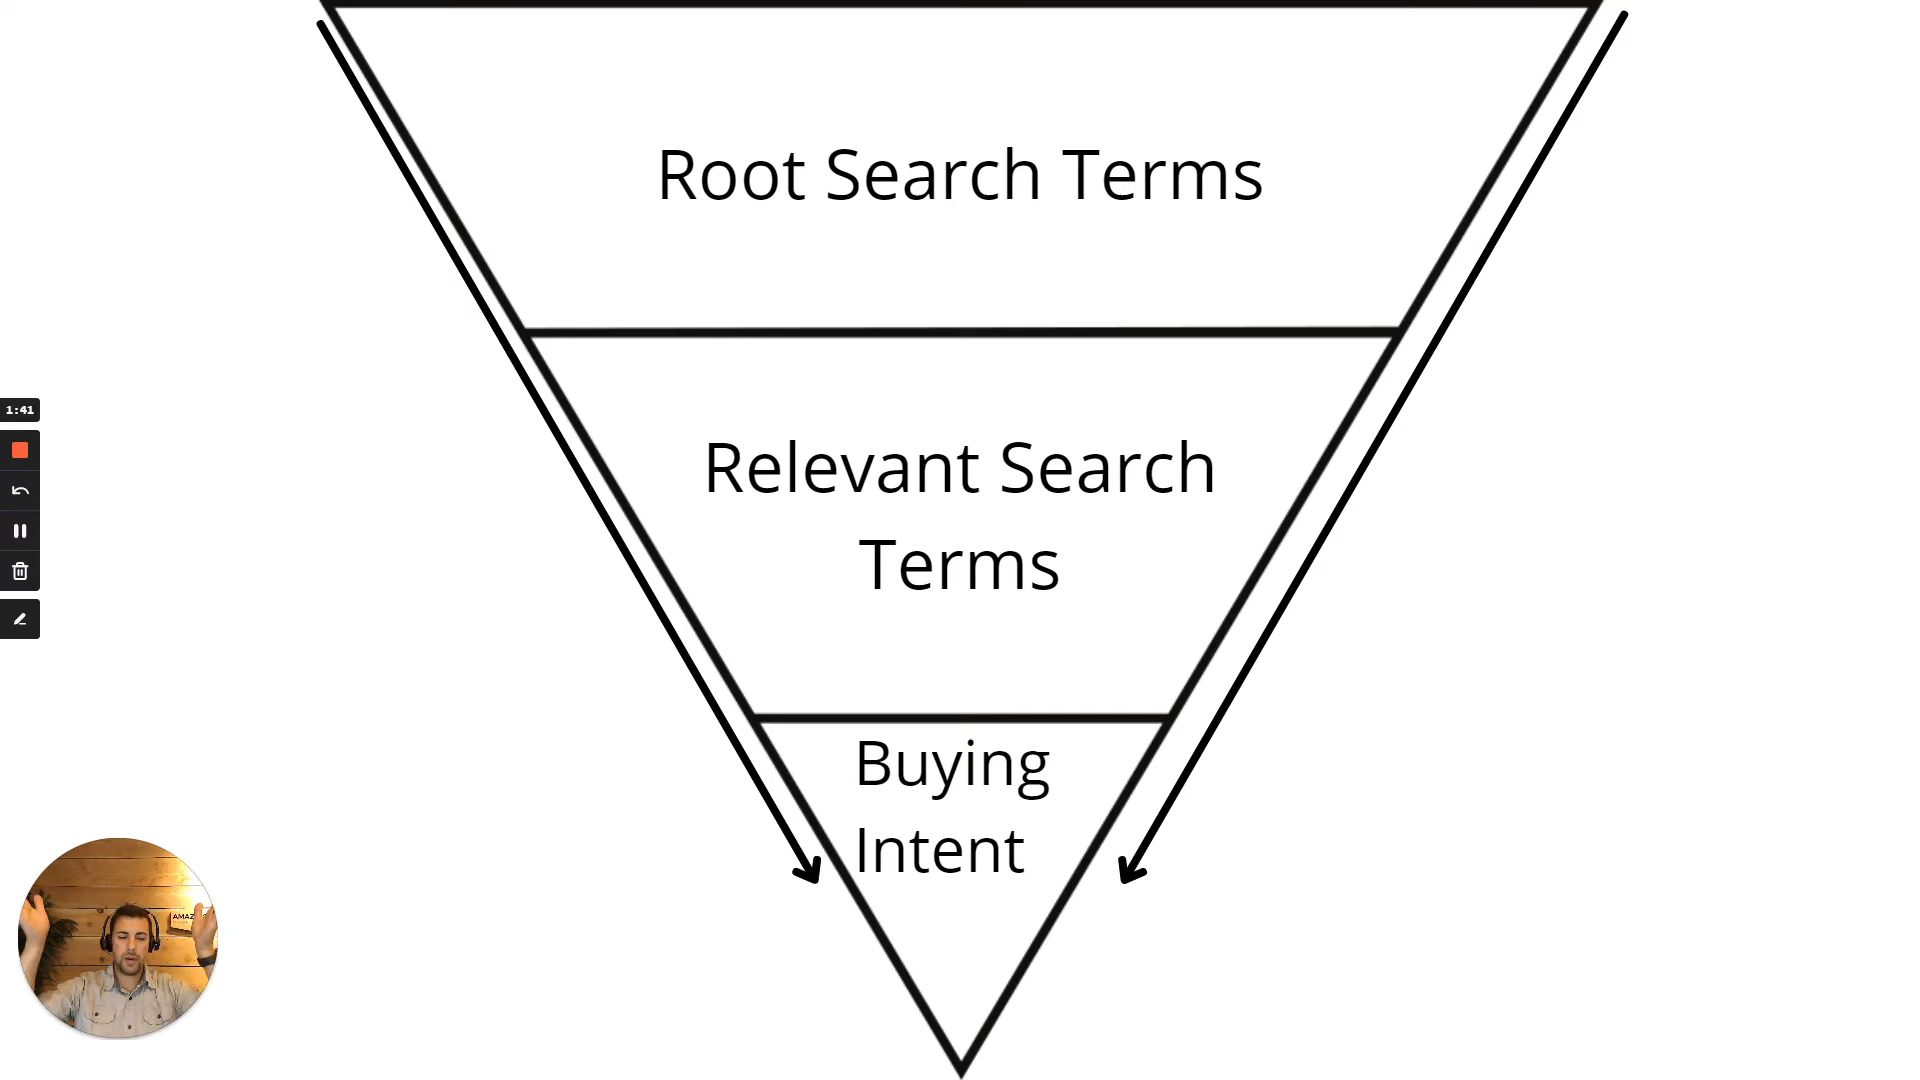 Root Search Terms
Relevant Search
Terms
Buying
Intent
1:41